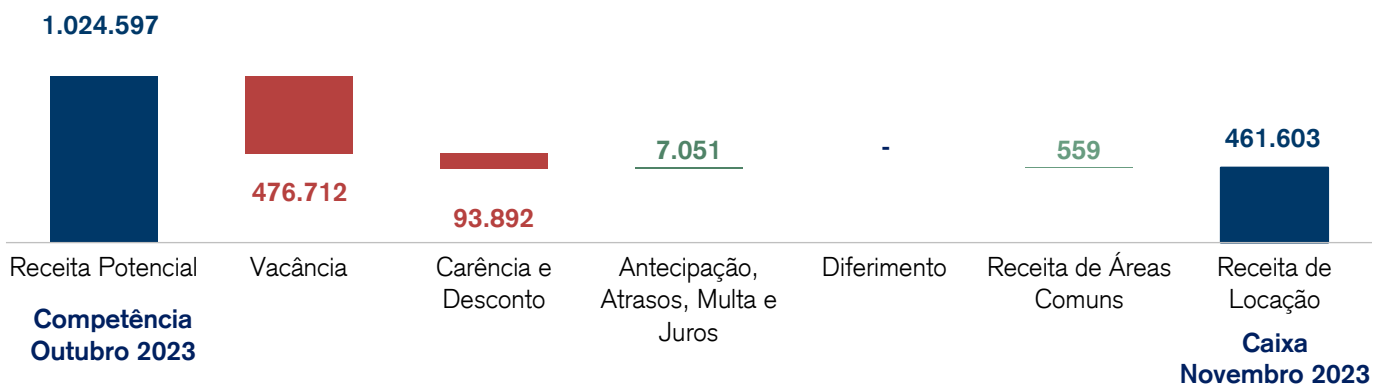 1.024.597
476.712
93.892
7.051
-
559
461.603
Receita Potencial
Competência
Outubro 2023
Vacância
Carência e
Desconto
Antecipação,
Atrasos, Multa e
Juros
Diferimento
Receita de Áreas
Comuns
Receita de
Locação
Caixa
Novembro 2023